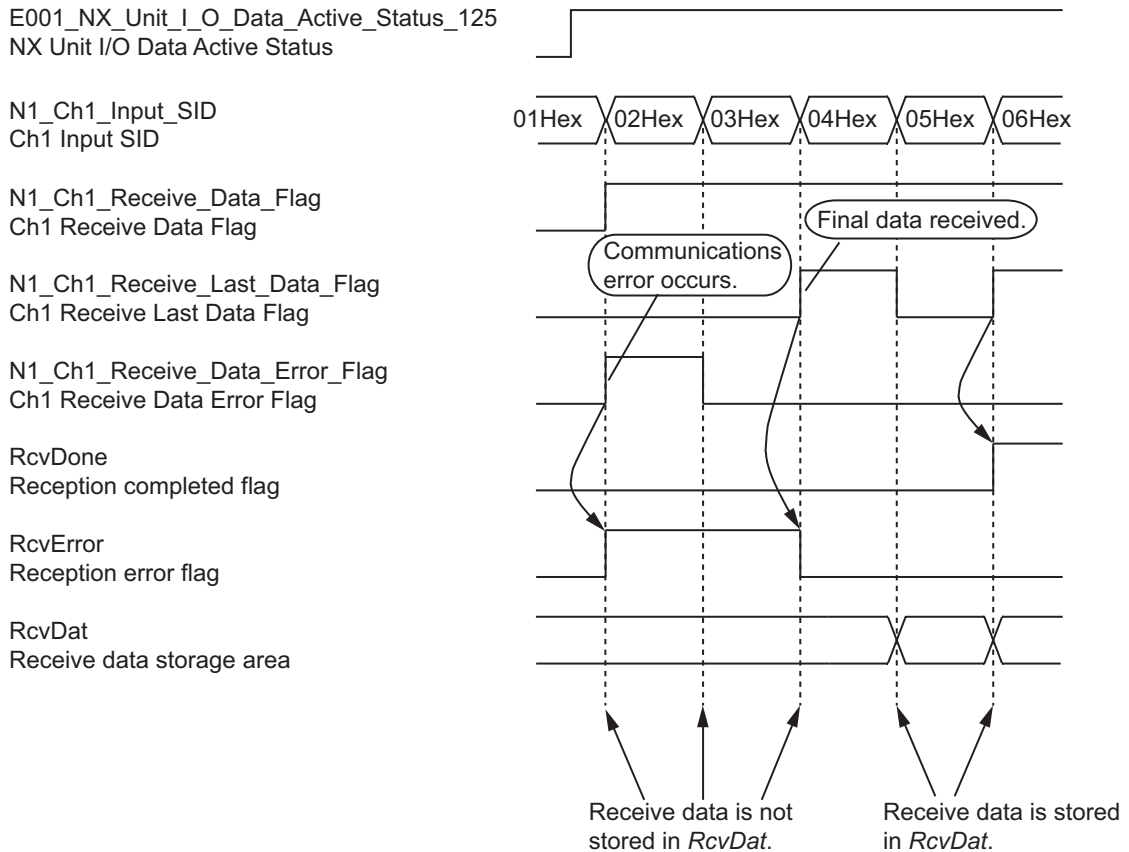 E001_NX_Unit_I_O_Data_Active_Status_125
NX Unit I/O Data Active Status
N1_Ch1_Input_SID
Ch1 Input SID
01Hex 02Hex 03Hex 04Hex 05Hex 06Hex
N1_Ch1_Receive_Data_Flag
Ch1 Receive Data Flag
Final data received.
Communications
error occurs.
N1_Ch1_Receive_Last_Data_Flag
Ch1 Receive Last Data Flag
N1_Ch1_Receive_Data_Error_Flag
Ch1 Receive Data Error Flag
RcvDone
Reception completed flag
RcvError
Reception error flag
RcvDat
Receive data storage area
Receive data is not
stored in RcvDat.
Receive data is stored
in RcvDat.